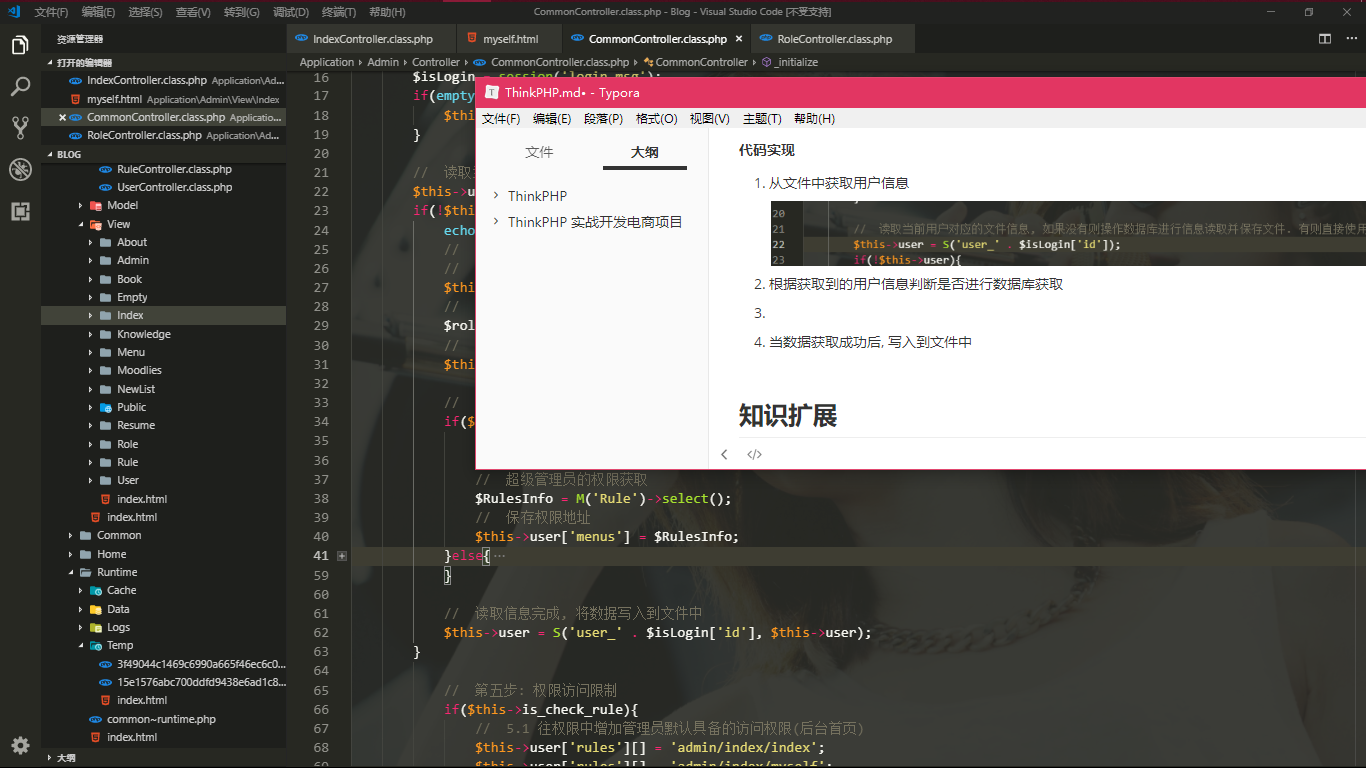 文件(F) 编辑(E) 选择(S) 查看(V) 转到(G) 调试(D) 终端(T) 帮助(H)
CommonController.class.php - Blog - Visual Studio Code [不受支持]
资源管理器
打开的编辑器
IndexController.class.php Application\Ad...
myself.html Application\Admin\View\Index
CommonController.class.php Applicatio...
RoleController.class.php Application\Ad...
BLOG
RuleController.class.php
UserController.class.php
Model
View
About
Admin
Book
Empty
Index
Knowledge
Menu
Moodlies
NewList
Public
Resume
Role
Rule
User
index.html
index.html
Common
Home
Runtime
Cache
Data
Logs
Temp
3f49044c1469c6990a665f46ec6c0...
15e1576abc700ddfd9438e6ad1c8...
index.html
common~runtime.php
index.html
大纲
IndexController.class.php myself.html CommonController.class.php × RoleController.class.php
Application › Admin › Controller › CommonController.class.php › CommonController › _initialize
16 $isLogin = session('login_msg');
17 if(empty
18 $thi
19 }
20
21 // 读取
22 $this->u
23 if(!$thi
24 echo
25 //
26 //
27 $thi
28 //
29 $rol
30 //
31 $thi
32
33 //
34 if($
35
36
37 // 超级管理员的权限获取
38 $RulesInfo = M('Rule')->select();
39 // 保存权限地址
40 $this->user['menus'] = $RulesInfo;
41 }else{ ···
59 }
60
61 // 读取信息完成, 将数据写入到文件中
62 $this->user = S('user_' . $isLogin['id'], $this->user);
63 }
64
65 // 第五步: 权限访问限制
66 if($this->is_check_rule){
67 // 5.1 往权限中增加管理员默认具备的访问权限(后台首页)
68 $this->user['rules'][] = 'admin/index/index';
69 $this->user['rules'][] = 'admin/index/myself';
ThinkPHP.md• - Typora
文件(F) 编辑(E) 段落(P) 格式(O) 视图(V) 主题(T) 帮助(H)
文件 大纲
ThinkPHP
ThinkPHP 实战开发电商项目
代码实现
1. 从文件中获取用户信息
20
21 // 读取当前用户对应的文件信息, 如果没有则操作数据库进行信息读取并保存文件. 有则直接使用
22 $this->user = S('user_' . $isLogin['id']);
23 if(!$this->user){
2. 根据获取到的用户信息判断是否进行数据库获取
3.
4. 当数据获取成功后, 写入到文件中
知识扩展